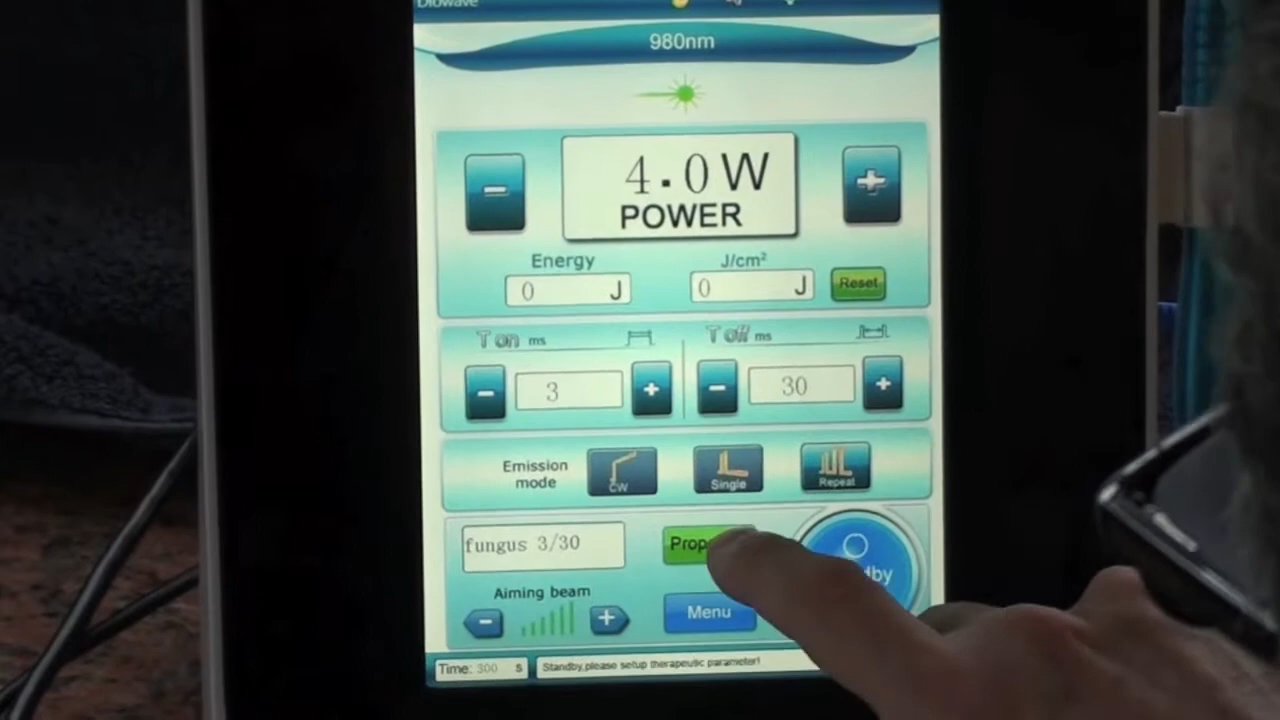 Diowave
980nm
4.0W
POWER
Energy
J/cm²
0 J
0 J
Reset
T on ms
T off ms
3
30
Emission
mode
CW
Single
Repeat
fungus 3/30
Aiming beam
Menu
Time: 300 s
Standby,please setup therapeutic parameter!